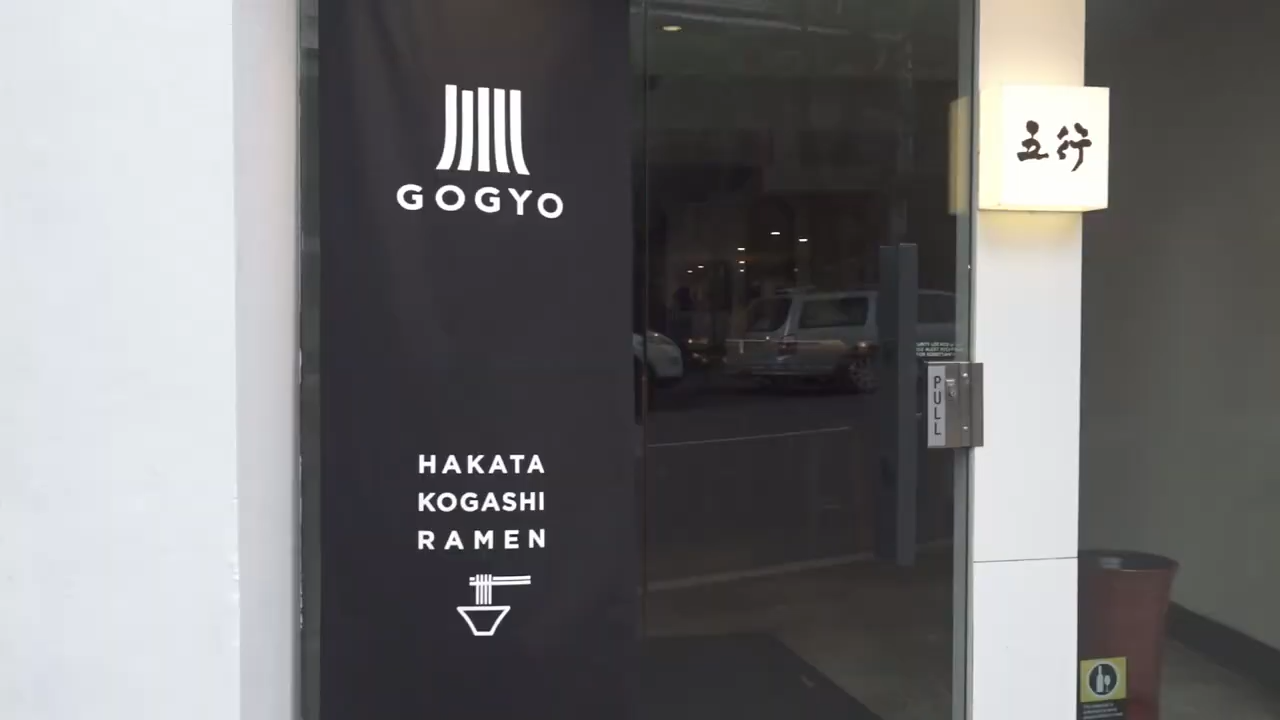 GOGYO
HAKATA
KOGASHI
RAMEN
五行
PULL